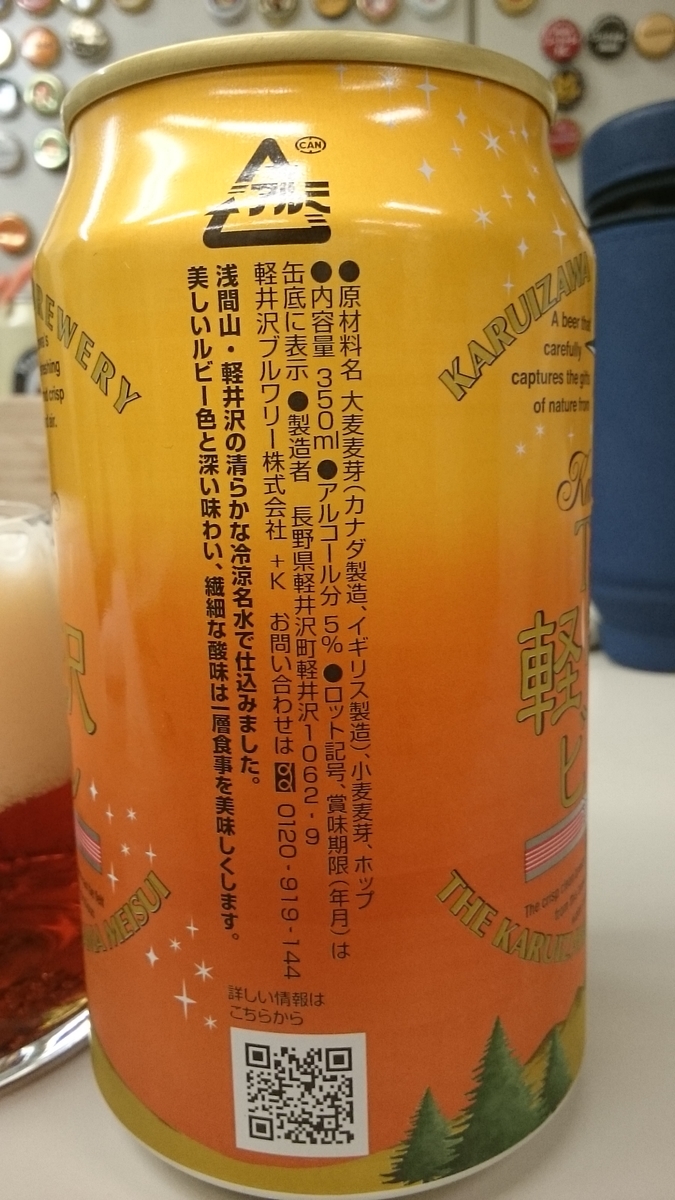 CAN
アルミ
●原材料名 大麦麦芽(カナダ製造、イギリス製造)、小麦麦芽、ホップ
●内容量 350ml ●アルコール分 5% ●ロット記号、賞味期限(年月)は
缶底に表示 ●製造者 長野県軽井沢町軽井沢1062-9
軽井沢ブルワリー株式会社 +K お問い合わせは 0120-919-144
浅間山・軽井沢の清らかな冷涼名水で仕込みました。
美しいルビー色と深い味わい、繊細な酸味は一層食事を美味しくします。
詳しい情報は
こちらから
KARUIZAWA
A beer that
carefully
captures the gifts
of nature from
軽
ビ
The crisp
THE KARUIZ
REWERY
crisp
沢
MEISUI